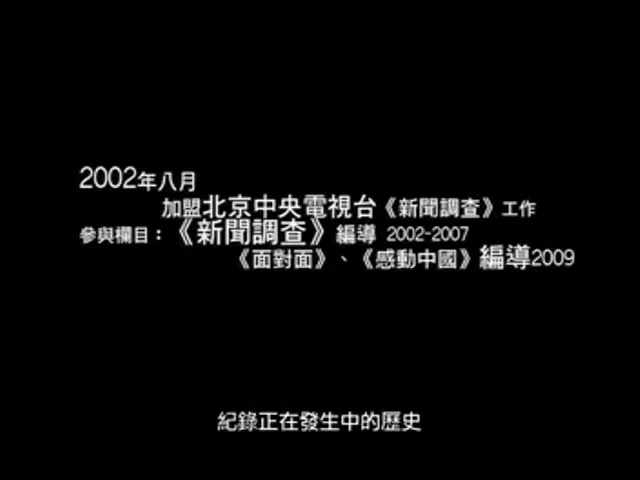 2002年八月
加盟北京中央電視台《新聞調查》工作
參與欄目：《新聞調查》編導 2002-2007
《面對面》、《感動中國》編導2009
紀錄正在發生中的歷史